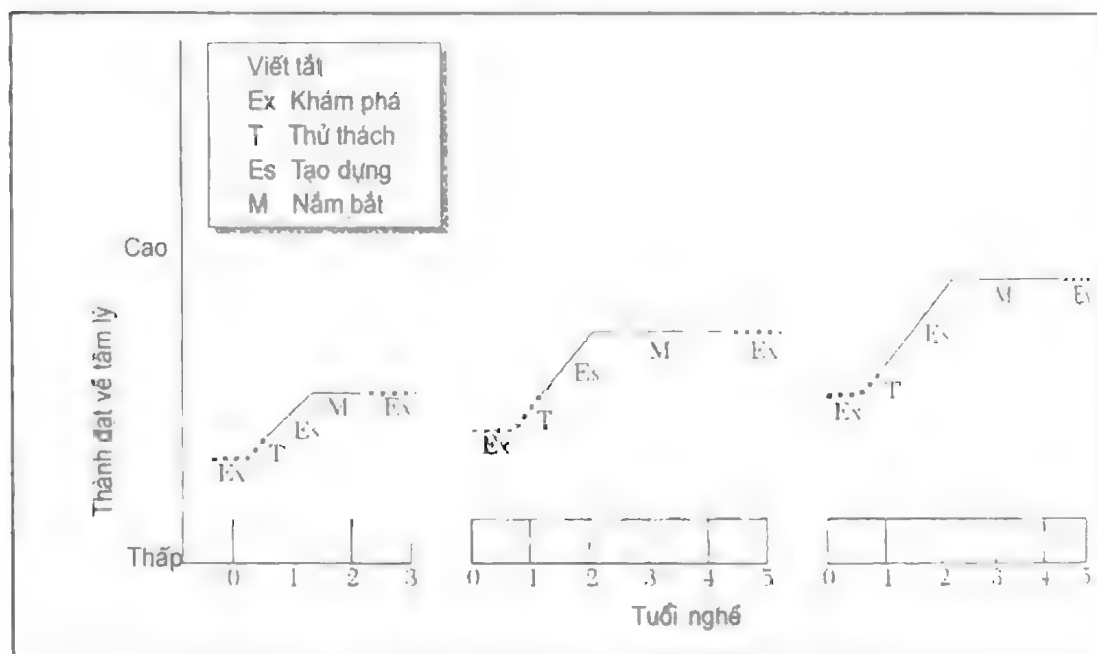 Viết tắt
Ex Khám phá
T Thử thách
Es Tạo dựng
M Nắm bắt
Cao
Thành đạt về tâm lý
Thấp
Ex T Ex M Ex
Ex T Es M Ex
Ex T Ex M Ex
0 1 2 3
0 1 2 3 4 5
0 1 2 3 4 5
Tuổi nghề